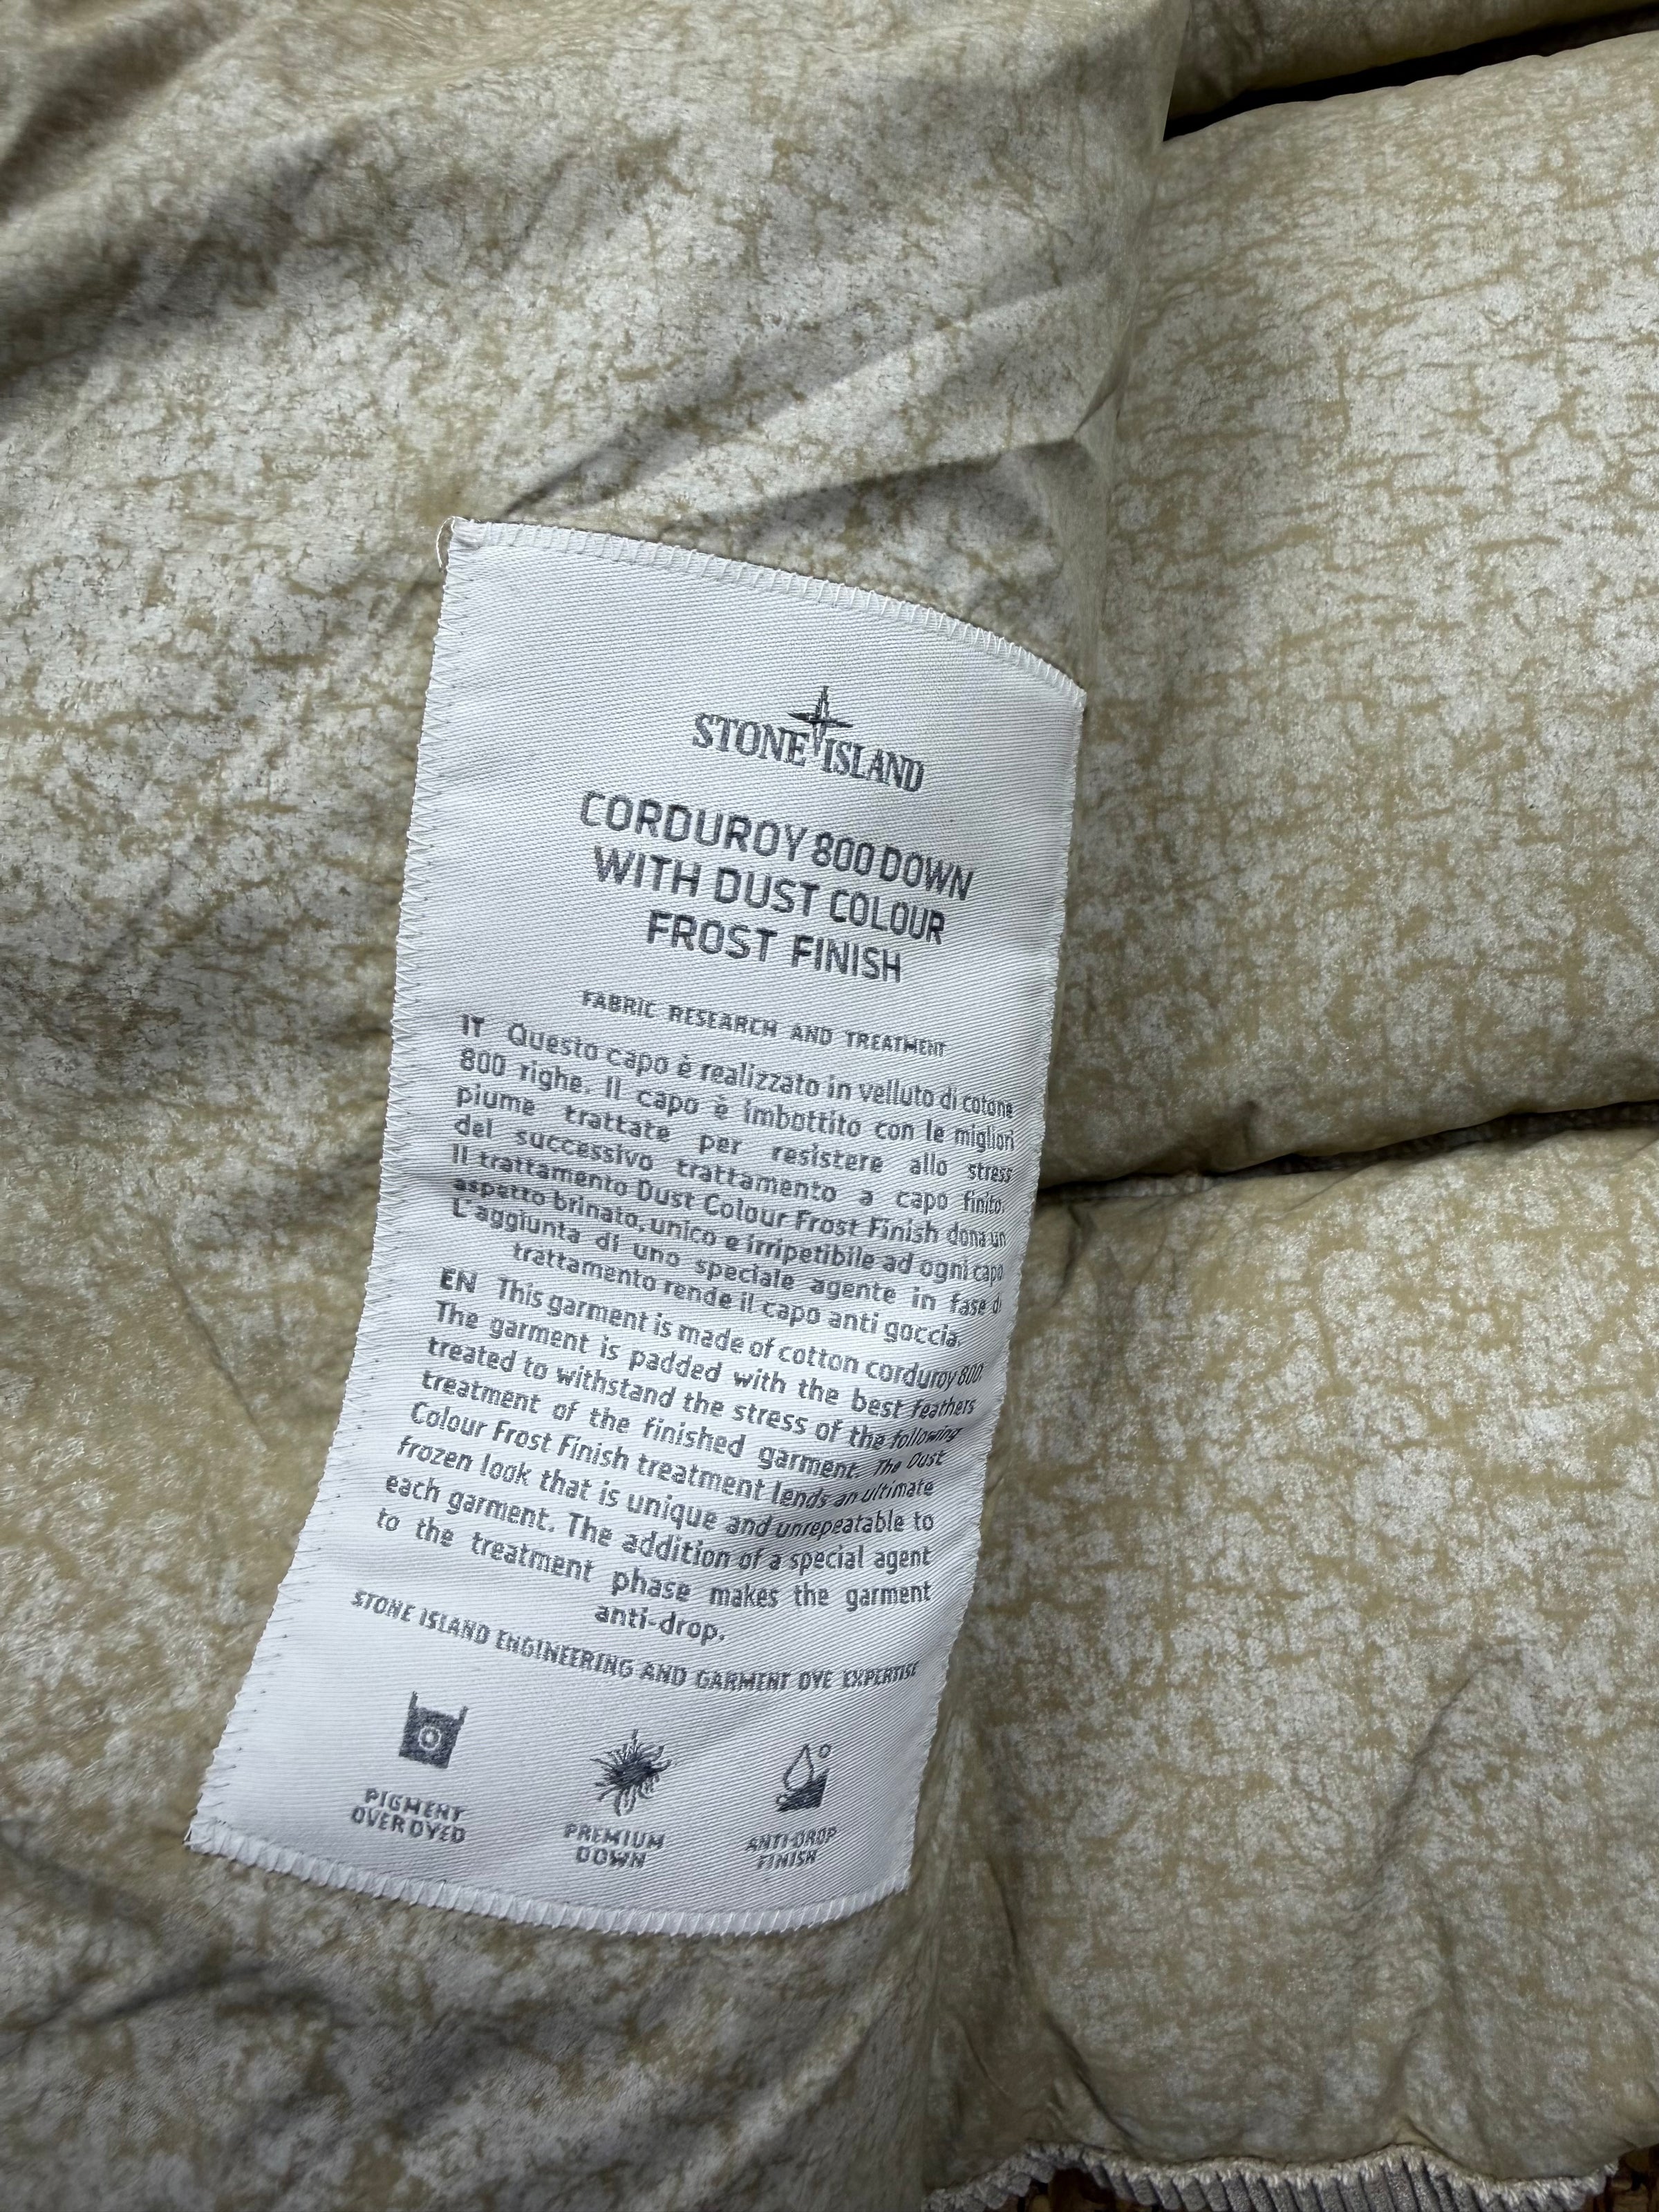 STONE ISLAND
CORDUROY 800 DOWN
WITH DUST COLOUR
FROST FINISH
FABRIC RESEARCH AND TREATMENT
IT Questo capo è realizzato in velluto di cotone
800 righe. Il capo è imbottito con le migliori
piume trattate per resistere allo stress
del successivo trattamento a capo finito.
Il trattamento Dust Colour Frost Finish dona un
aspetto brinato, unico e irripetibile ad ogni capo
L'aggiunta di uno speciale agente in fase di
trattamento rende il capo anti goccia.
EN This garment is made of cotton corduroy 800.
The garment is padded with the best feathers
treated to withstand the stress of the following
treatment of the finished garment. The Dust
Colour Frost Finish treatment lends an ultimate
frozen look that is unique and unrepeatable to
each garment. The addition of a special agent
to the treatment phase makes the garment
anti-drop.
STONE ISLAND ENGINEERING AND GARMENT DYE EXPERTISE
PIGMENT
OVERDYED
PREMIUM
DOWN
ANTI-DROP
FINISH